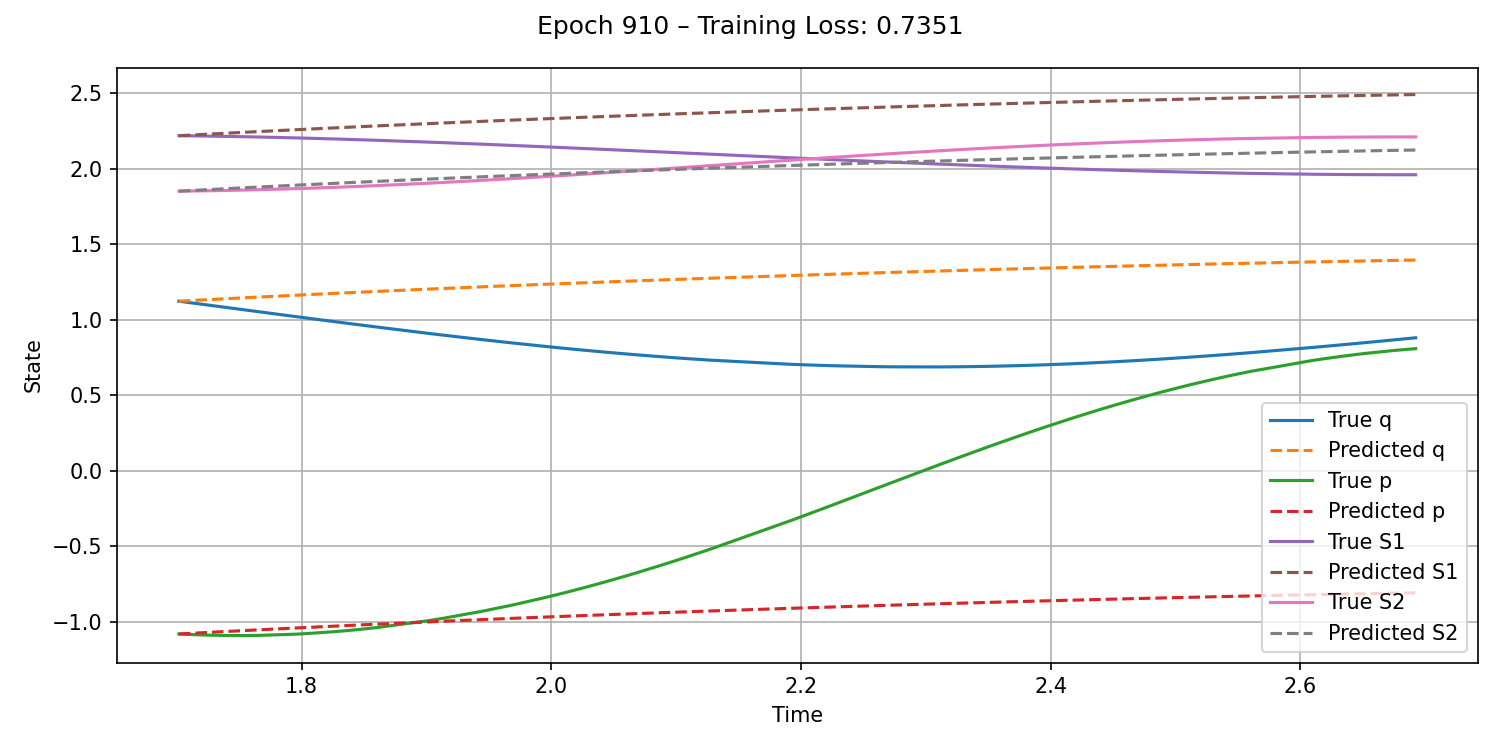 Epoch 910 – Training Loss: 0.7351
2.5
2.0
1.5
1.0
0.5
0.0
−0.5
−1.0
State
1.8
2.0
2.2
2.4
2.6
Time
True q
Predicted q
True p
Predicted p
True S1
Predicted S1
True S2
Predicted S2